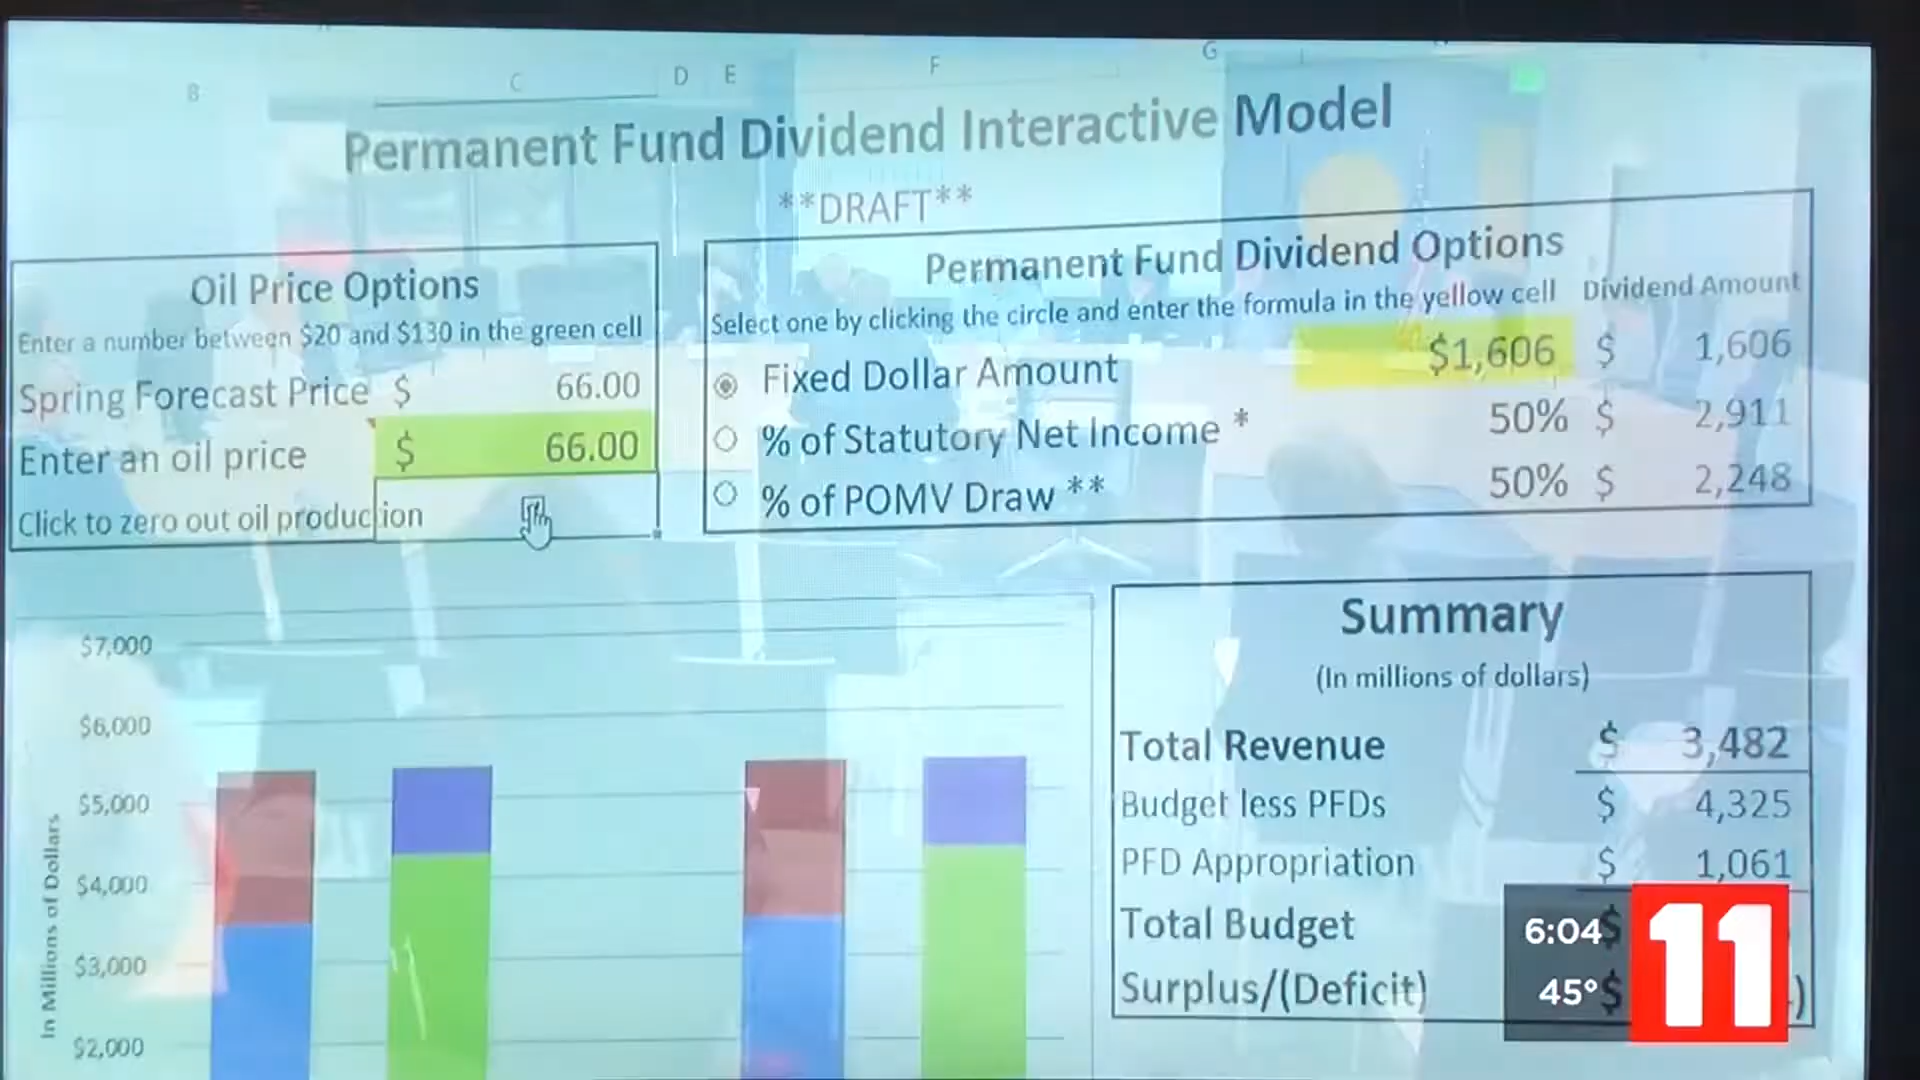 B C D E F G
Permanent Fund Dividend Interactive Model
**DRAFT**
Oil Price Options
Enter a number between $20 and $130 in the green cell
Spring Forecast Price $ 66.00
Enter an oil price $ 66.00
Click to zero out oil production
Permanent Fund Dividend Options
Select one by clicking the circle and enter the formula in the yellow cell Dividend Amount
Fixed Dollar Amount $1,606 $ 1,606
% of Statutory Net Income * 50% $ 2,911
% of POMV Draw ** 50% $ 2,248
$7,000
$6,000
$5,000
$4,000
$3,000
$2,000
In Millions of Dollars
Summary
(In millions of dollars)
Total Revenue $ 3,482
Budget less PFDs $ 4,325
PFD Appropriation $ 1,061
Total Budget $
Surplus/(Deficit) $ )
6:04
45°
11